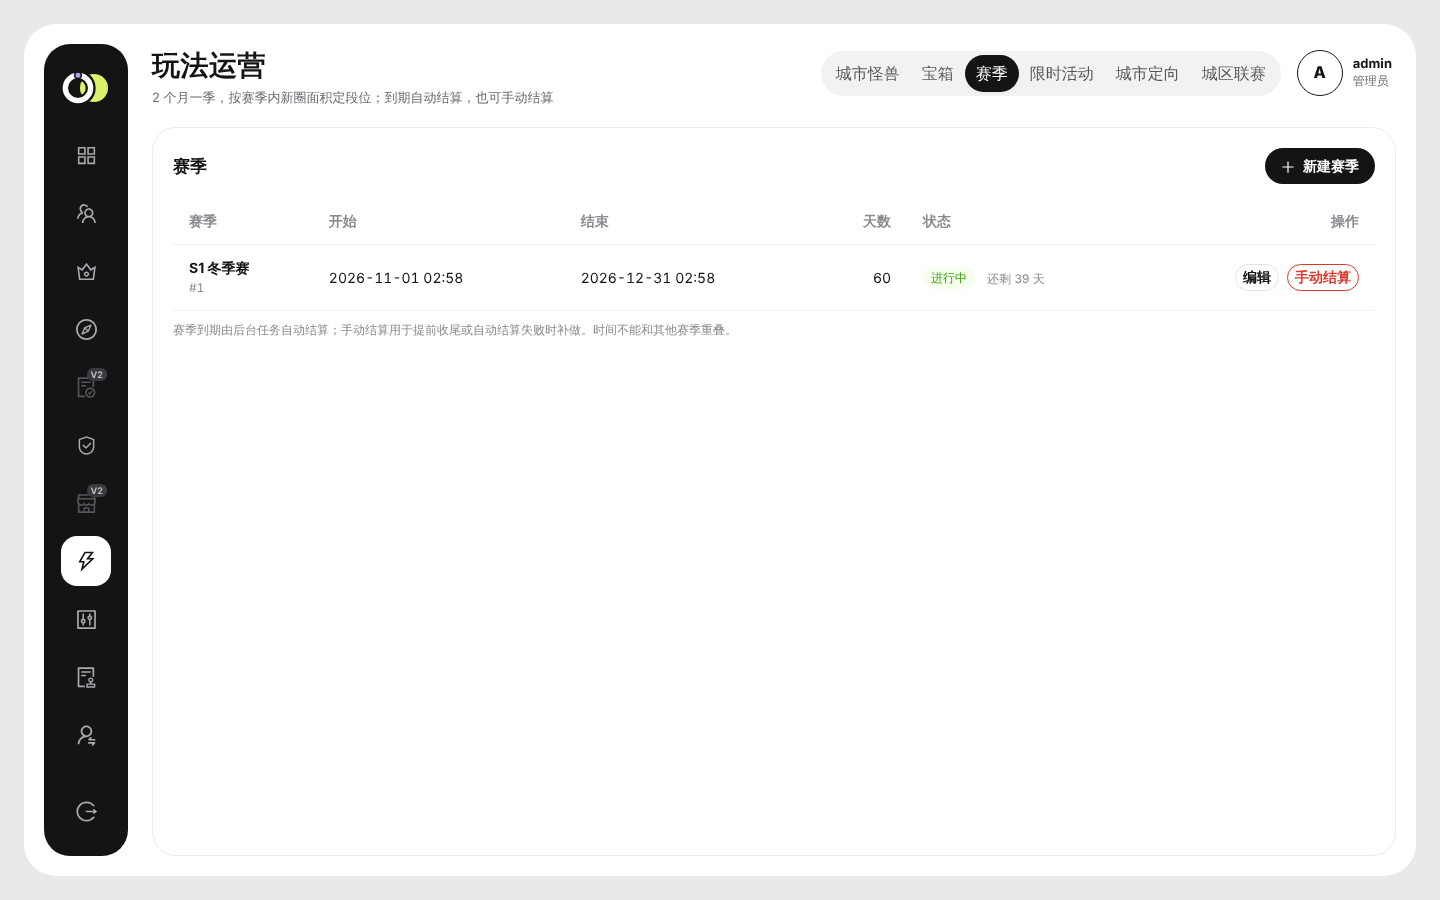 玩法运营
2 个月一季，按赛季内新圈面积定段位；到期自动结算，也可手动结算
城市怪兽 宝箱 赛季 限时活动 城市定向 城区联赛
A
admin
管理员
V2
V2
赛季
新建赛季
赛季 开始 结束 天数 状态 操作
S1冬季赛 2026-11-01 02:58 2026-12-31 02:58 60 进行中 还剩 39 天 编辑 手动结算
#1
赛季到期由后台任务自动结算；手动结算用于提前收尾或自动结算失败时补做。时间不能和其他赛季重叠。